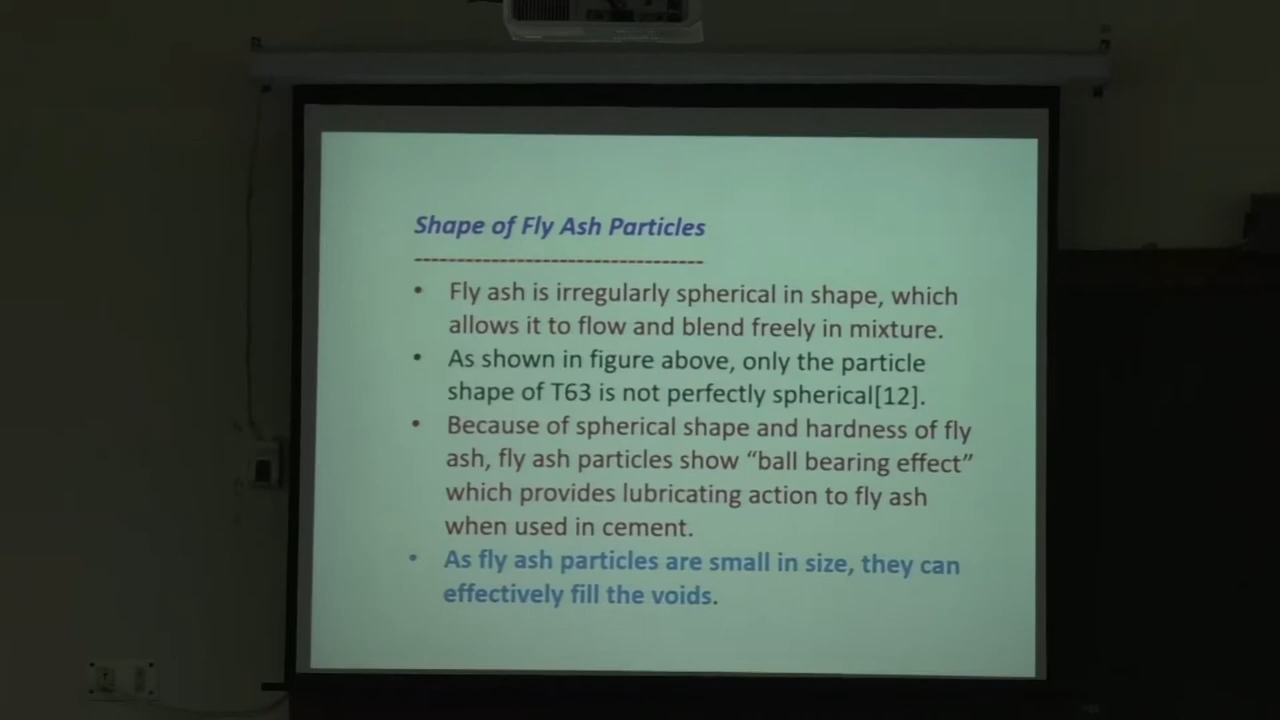 Shape of Fly Ash Particles
---------------------------------
• Fly ash is irregularly spherical in shape, which
allows it to flow and blend freely in mixture.
• As shown in figure above, only the particle
shape of T63 is not perfectly spherical[12].
• Because of spherical shape and hardness of fly
ash, fly ash particles show “ball bearing effect”
which provides lubricating action to fly ash
when used in cement.
• As fly ash particles are small in size, they can
effectively fill the voids.